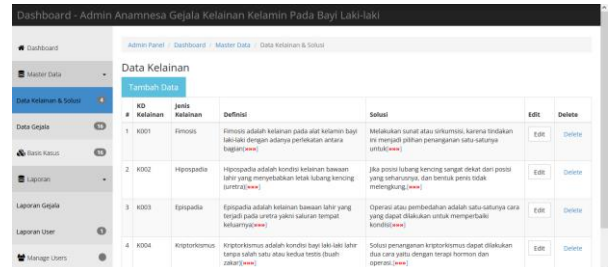 Dashboard - Admin Anamnesa Gejala Kelainan Kelamin Pada Bayi Laki-laki
Dashboard
Master Data
Data Kelainan & Solusi 4
Data Gejala
Basis Kasus
Laporan
Laporan Gejala
Laporan User
Manage Users
Admin Panel / Dashboard / Master Data / Data Kelainan & Solusi
Data Kelainan
Tambah Data
# KD Kelainan Jenis Kelainan Definisi Solusi Edit Delete
1 K001 Fimosis
Fimosis adalah kelainan pada alat kelamin bayi
laki-laki dengan adanya perlekatan antara
bagian[»»»]
Melakukan sunat atau sirkumsisi, karena tindakan
ini menjadi pilihan penanganan satu-satunya
untuk[»»»]
Edit Delete
2 K002 Hipospadia
Hipospadia adalah kondisi kelainan bawaan
lahir yang menyebabkan letak lubang kencing
(uretra)[»»»]
Jika posisi lubang kencing sangat dekat dari posisi
yang seharusnya, dan bentuk penis tidak
melengkung,[»»»]
Edit Delete
3 K003 Epispadia
Epispadia adalah kelainan bawaan lahir yang
terjadi pada uretra yakni saluran tempat
keluarnya[»»»]
Operasi atau pembedahan adalah satu-satunya cara
yang dapat dilakukan untuk memperbaiki
kondisi[»»»]
Edit Delete
4 K004 Kriptorkismus
Kriptorkismus adalah kondisi bayi laki-laki lahir
tanpa salah satu atau kedua testis (buah
zakar)[»»»]
Solusi penanganan kriptorkismus dapat dilakukan
dua cara yaitu dengan terapi hormon dan
operasi.[»»»]
Edit Delete